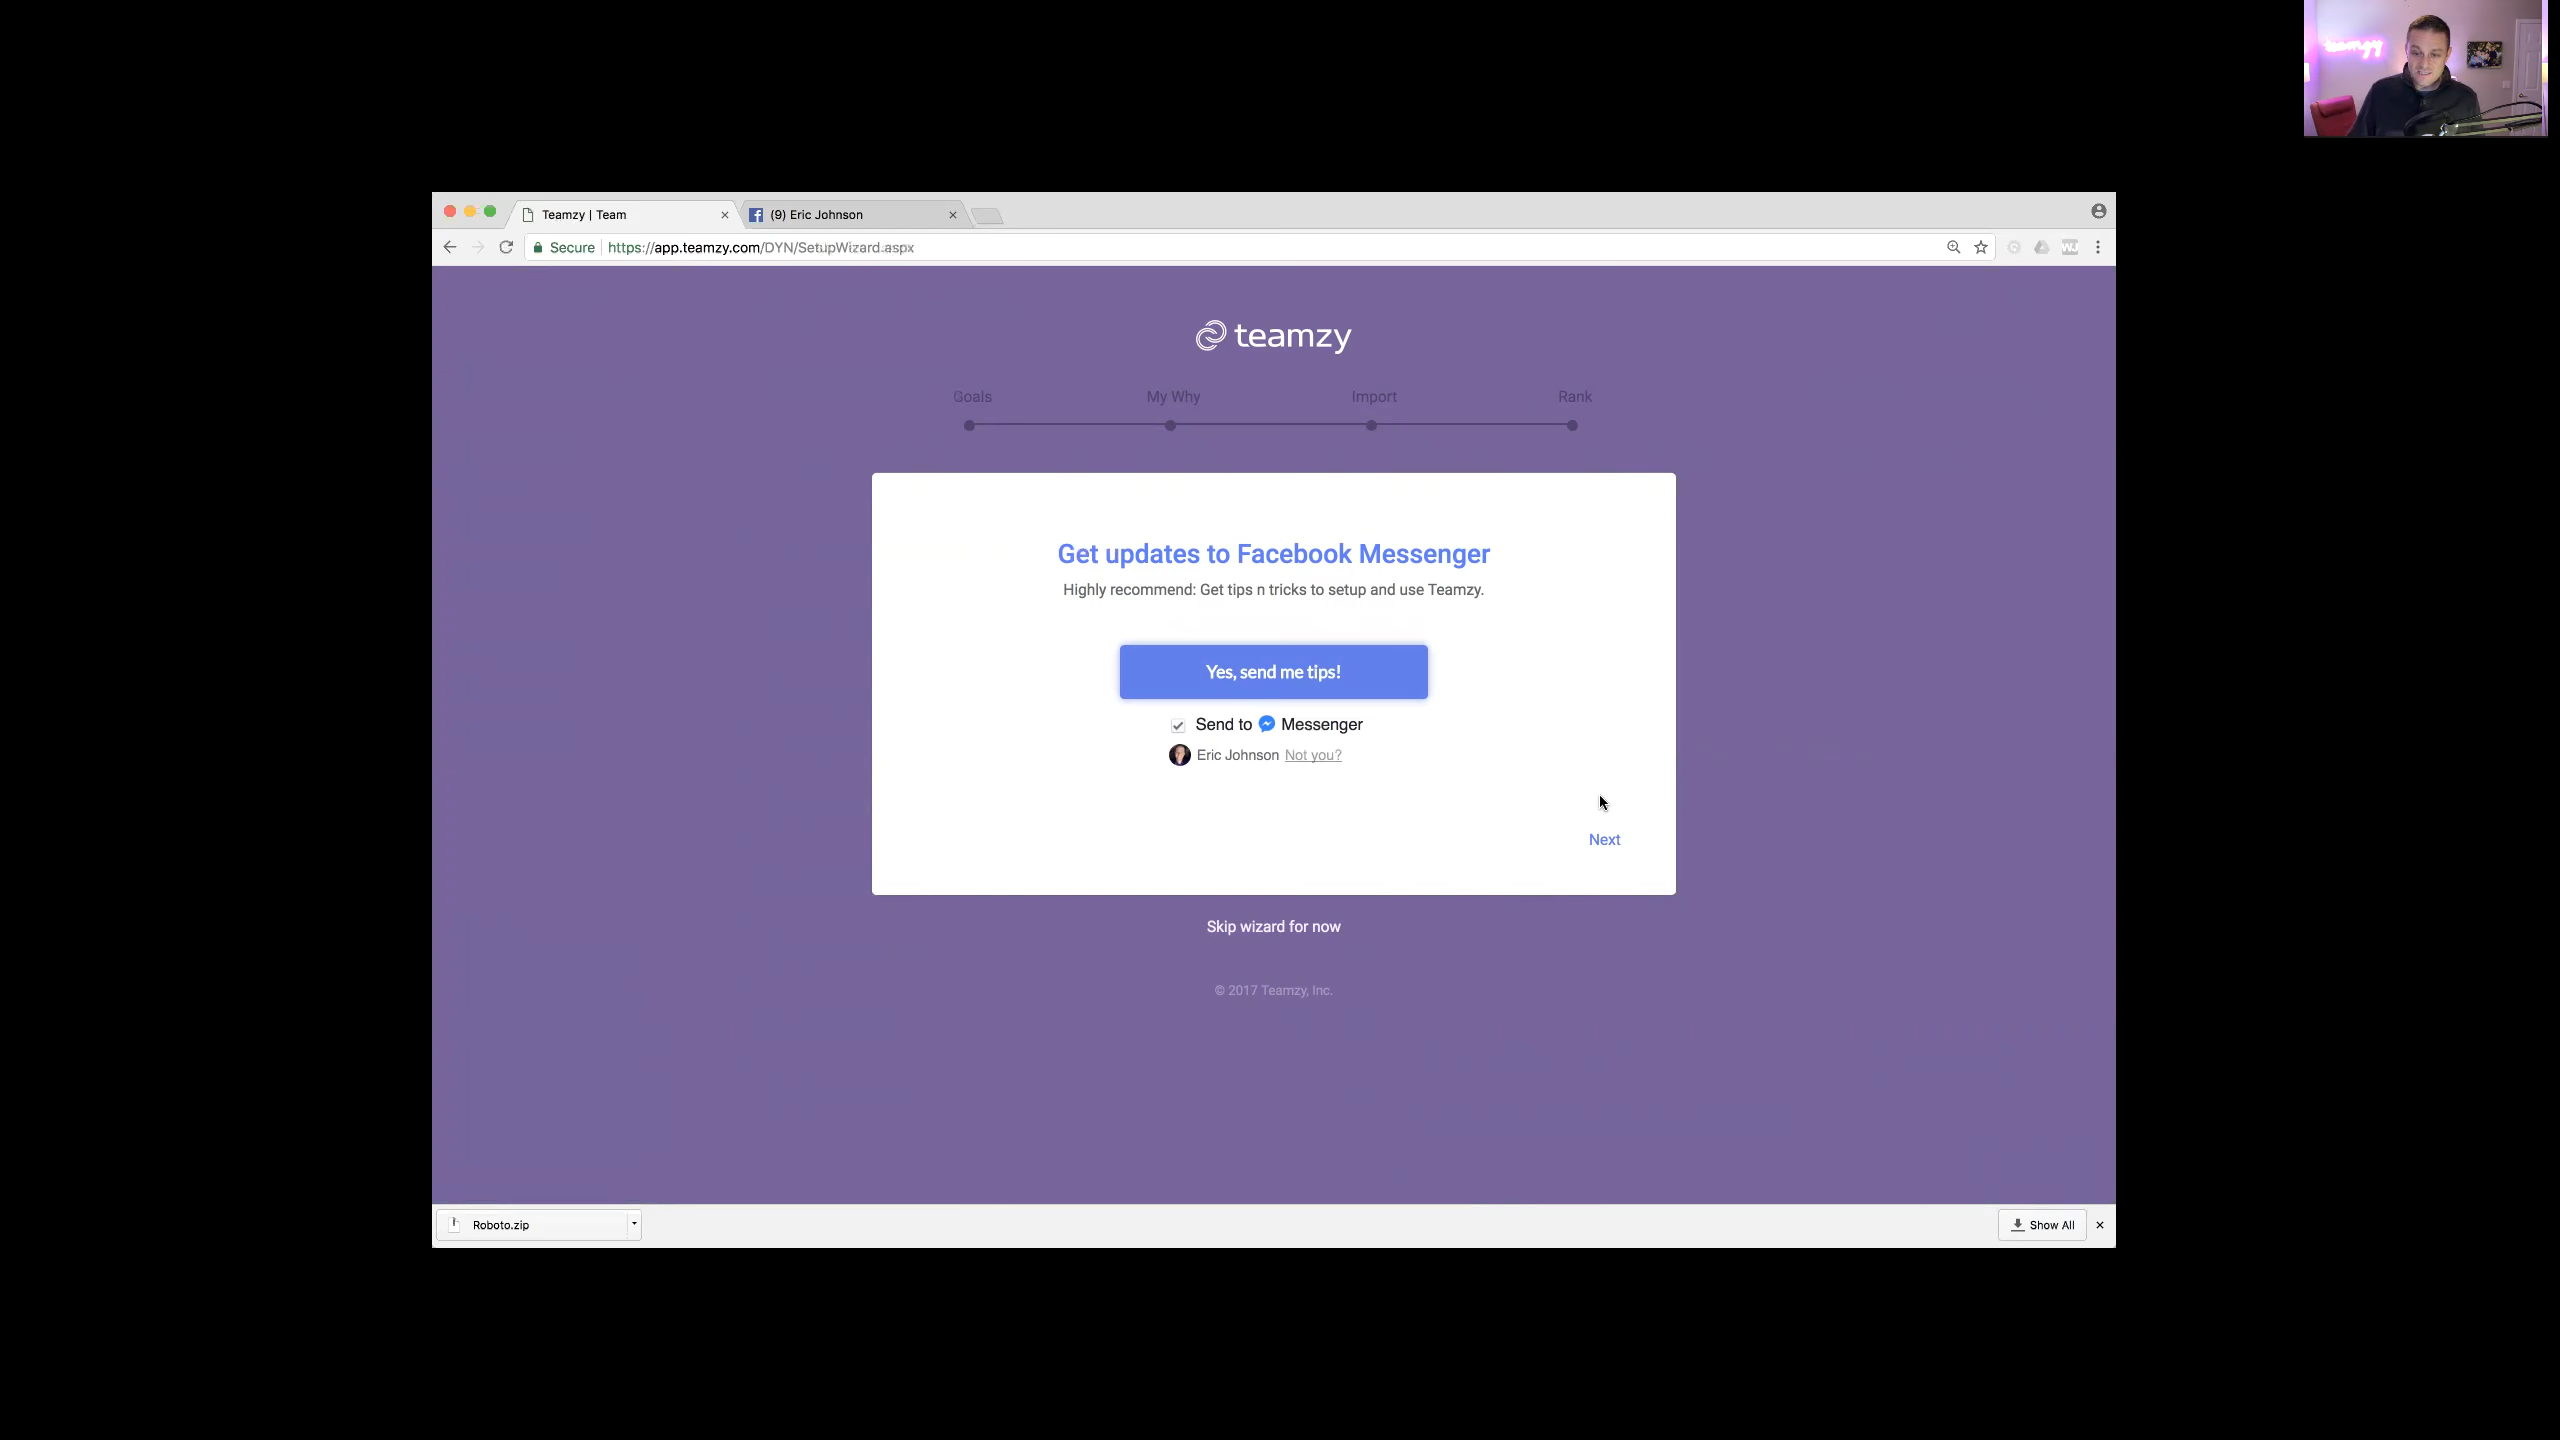 teamzy
Teamzy | Team
(9) Eric Johnson
Secure
https://app.teamzy.com/DYN/SetupWizard.aspx
teamzy
Goals
My Why
Import
Rank
Get updates to Facebook Messenger
Highly recommend: Get tips n tricks to setup and use Teamzy.
Yes, send me tips!
Send to Messenger
Eric Johnson Not you?
Next
Skip wizard for now
© 2017 Teamzy, Inc.
Roboto.zip
Show All